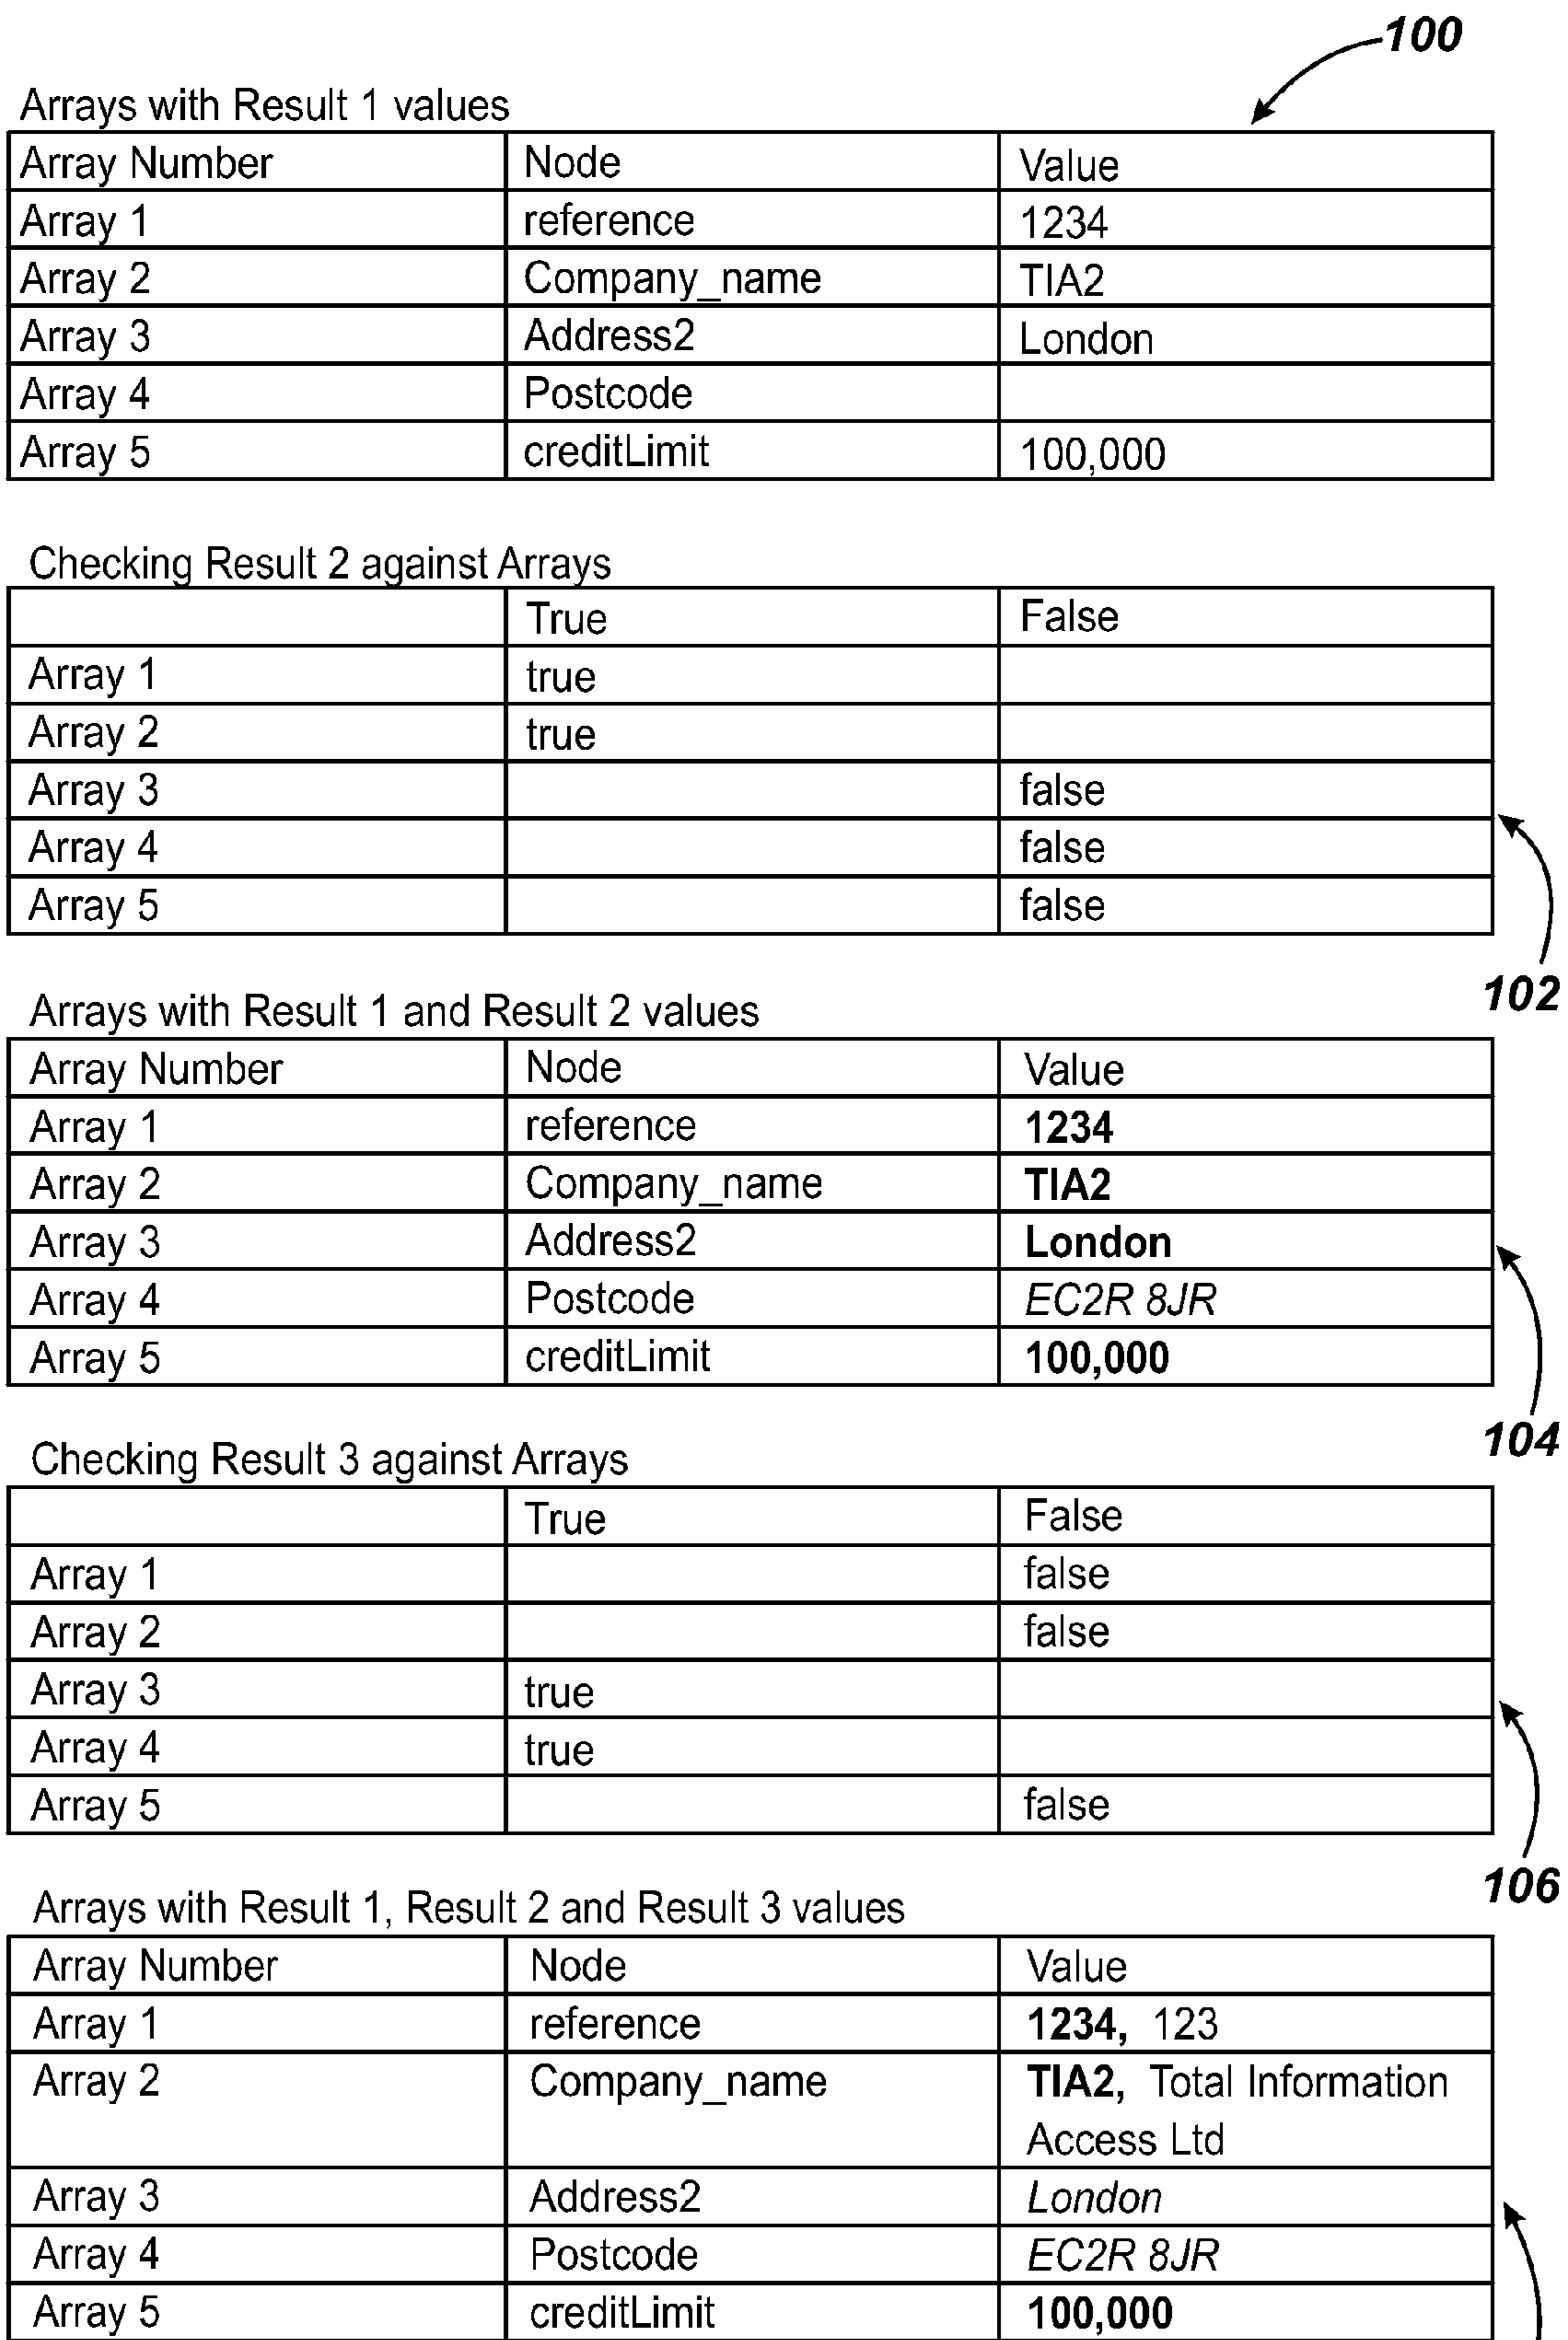 100
Arrays with Result 1 values
Array Number Node Value
Array 1 reference 1234
Array 2 Company_name TIA2
Array 3 Address2 London
Array 4 Postcode
Array 5 creditLimit 100,000
Checking Result 2 against Arrays
True False
Array 1 true
Array 2 true
Array 3 false
Array 4 false
Array 5 false
102
Arrays with Result 1 and Result 2 values
Array Number Node Value
Array 1 reference 1234
Array 2 Company_name TIA2
Array 3 Address2 London
Array 4 Postcode EC2R 8JR
Array 5 creditLimit 100,000
104
Checking Result 3 against Arrays
True False
Array 1 false
Array 2 false
Array 3 true
Array 4 true
Array 5 false
106
Arrays with Result 1, Result 2 and Result 3 values
Array Number Node Value
Array 1 reference 1234, 123
Array 2 Company_name TIA2, Total Information
Access Ltd
Array 3 Address2 London
Array 4 Postcode EC2R 8JR
Array 5 creditLimit 100,000